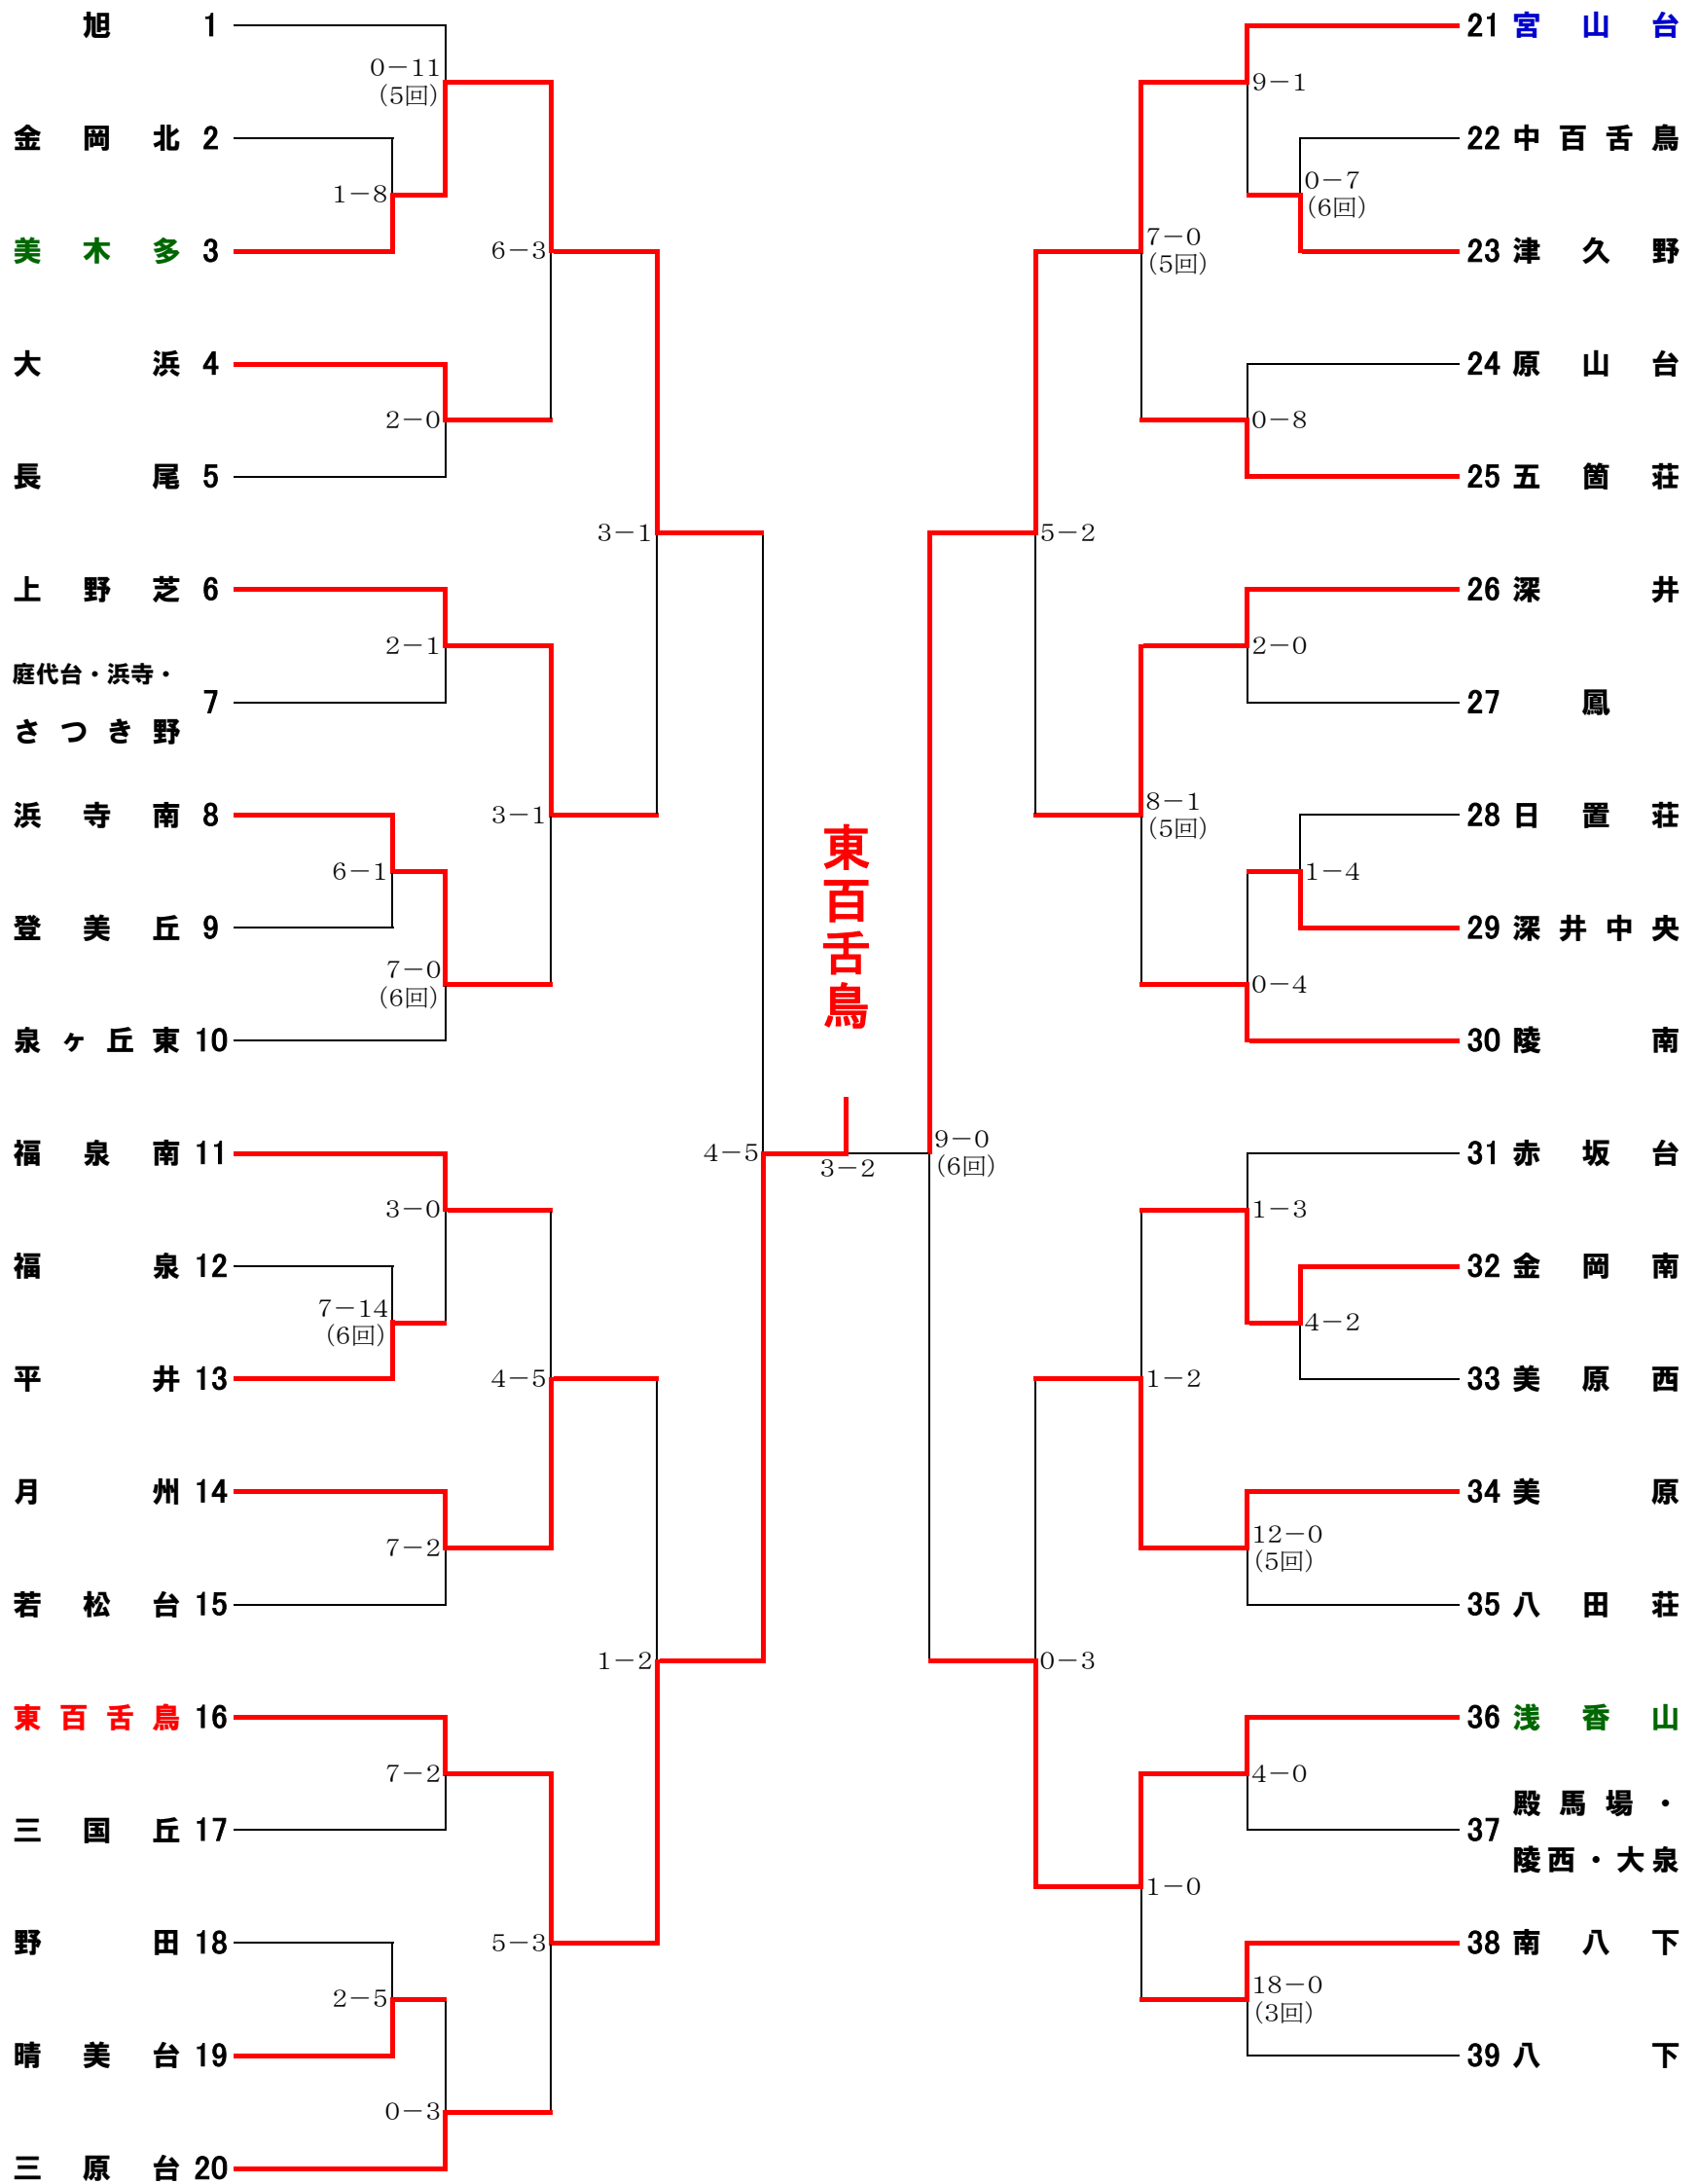 旭 1
0－11
（5回）
金岡北 2
1－8
美木多 3
6－3
大浜 4
2－0
長尾 5
3－1
上野芝 6
2－1
庭代台・浜寺・
7
さつき野
浜寺南 8
3－1
6－1
登美丘 9
7－0
（6回）
泉ヶ丘東 10
福泉南 11
4－5
3－0
福泉 12
7－14
（6回）
平井 13
4－5
月州 14
7－2
若松台 15
1－2
東百舌鳥 16
7－2
三国丘 17
野田 18
5－3
2－5
晴美台 19
0－3
三原台 20
東百舌鳥
3－2
21 宮山台
9－1
22 中百舌鳥
0－7
（6回）
7－0
（5回）
23 津久野
24 原山台
0－8
25 五箇荘
5－2
26 深井
2－0
27 鳳
8－1
（5回）
28 日置荘
1－4
29 深井中央
0－4
30 陵南
9－0
（6回）
31 赤坂台
1－3
32 金岡南
4－2
33 美原西
1－2
34 美原
12－0
（5回）
35 八田荘
0－3
36 浅香山
4－0
殿馬場・
37
陵西・大泉
1－0
38 南八下
18－0
（3回）
39 八下